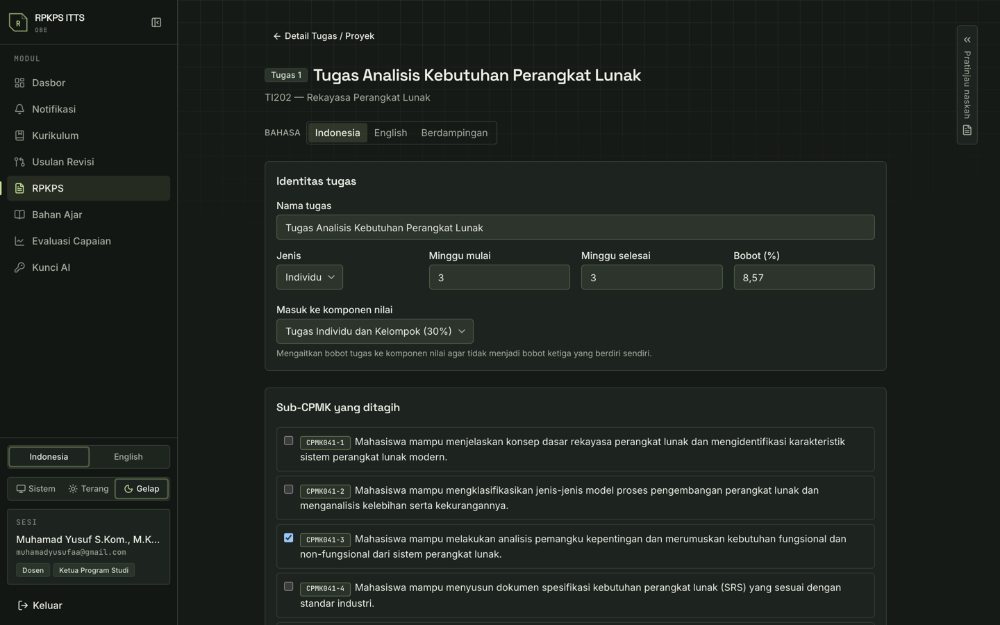 R
RPKPS ITTS
OBE
MODUL
Dasbor
Notifikasi
Kurikulum
Usulan Revisi
RPKPS
Bahan Ajar
Evaluasi Capaian
Kunci AI
Indonesia
English
Sistem
Terang
Gelap
SESI
Muhamad Yusuf S.Kom., M.K...
muhamadyusufaa@gmail.com
Dosen
Ketua Program Studi
Keluar
Detail Tugas / Proyek
Tugas 1 Tugas Analisis Kebutuhan Perangkat Lunak
TI202 — Rekayasa Perangkat Lunak
BAHASA Indonesia English Berdampingan
Identitas tugas
Nama tugas
Tugas Analisis Kebutuhan Perangkat Lunak
Jenis Minggu mulai Minggu selesai Bobot (%)
Individu 3 3 8,57
Masuk ke komponen nilai
Tugas Individu dan Kelompok (30%)
Mengaitkan bobot tugas ke komponen nilai agar tidak menjadi bobot ketiga yang berdiri sendiri.
Sub-CPMK yang ditagih
CPMK041-1 Mahasiswa mampu menjelaskan konsep dasar rekayasa perangkat lunak dan mengidentifikasi karakteristik
sistem perangkat lunak modern.
CPMK041-2 Mahasiswa mampu mengklasifikasikan jenis-jenis model proses pengembangan perangkat lunak dan
menganalisis kelebihan serta kekurangannya.
CPMK041-3 Mahasiswa mampu melakukan analisis pemangku kepentingan dan merumuskan kebutuhan fungsional dan
non-fungsional dari sistem perangkat lunak.
CPMK041-4 Mahasiswa mampu menyusun dokumen spesifikasi kebutuhan perangkat lunak (SRS) yang sesuai dengan
standar industri.
Pratinjau naskah